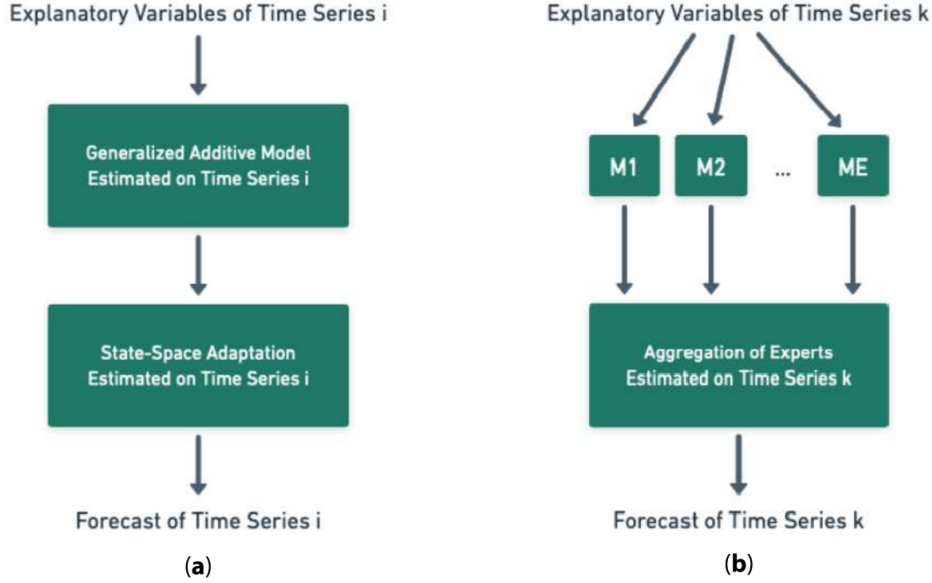 Explanatory Variables of Time Series i
Generalized Additive Model
Estimated on Time Series i
State-Space Adaptation
Estimated on Time Series i
Forecast of Time Series i
(a)
Explanatory Variables of Time Series k
M1 M2 ... ME
Aggregation of Experts
Estimated on Time Series k
Forecast of Time Series k
(b)